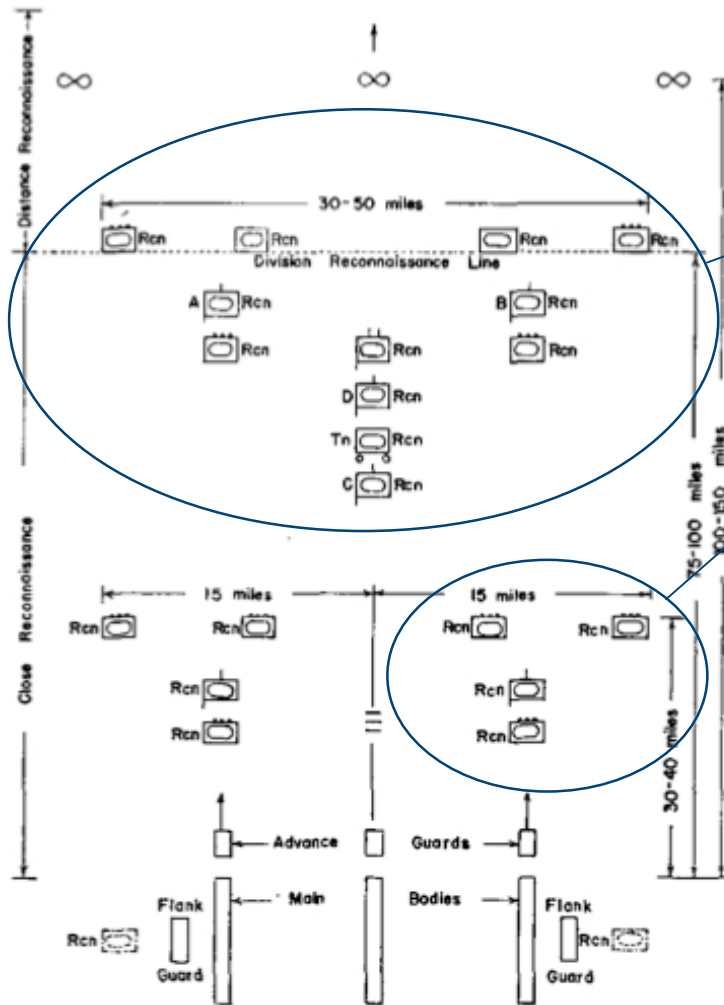 Distance Reconnaissance
30-50 miles
Rcn
Rcn
Rcn
Rcn
Division Reconnaissance Line
A
Rcn
B
Rcn
Rcn
Rcn
Rcn
D
Rcn
Tn
Rcn
C
Rcn
75-100 miles
100-150 miles
Close Reconnaissance
15 miles
15 miles
Rcn
Rcn
Rcn
Rcn
Rcn
Rcn
Rcn
Rcn
30-40 miles
Advance
Guards
Main
Bodies
Flank
Flank
Rcn
Rcn
Guard
Guard